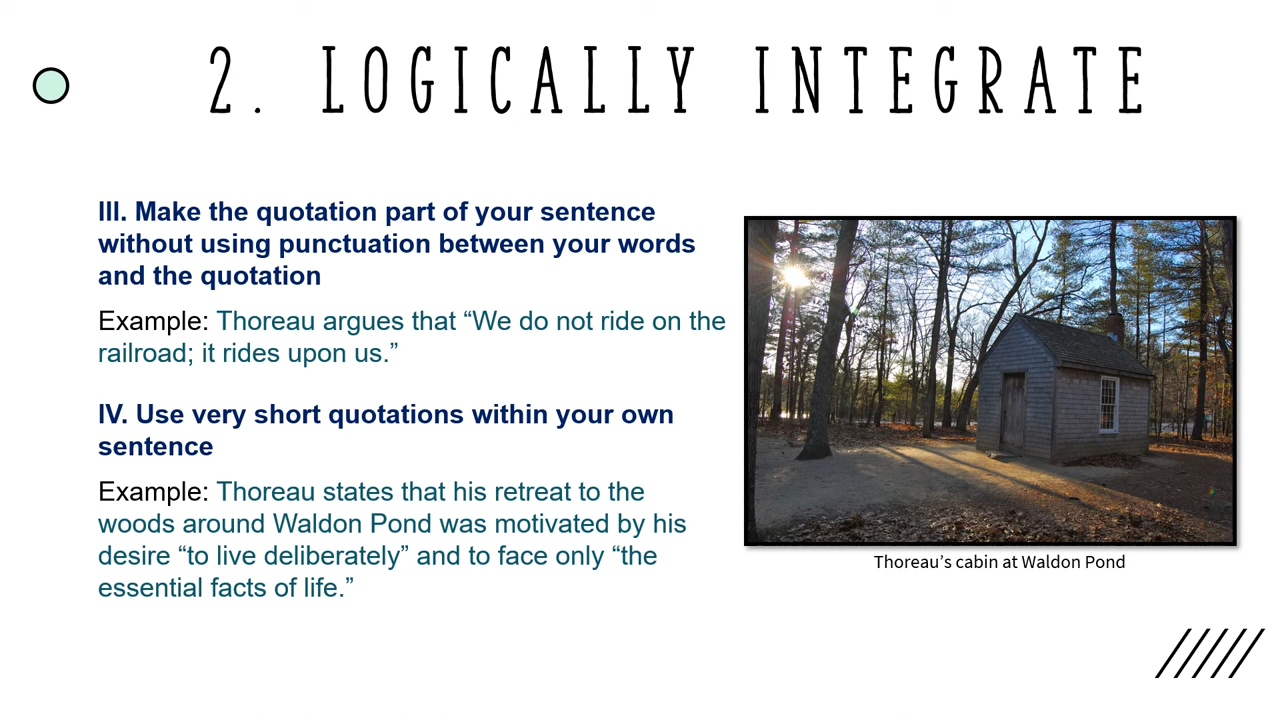 2. LOGICALLY INTEGRATE
III. Make the quotation part of your sentence
without using punctuation between your words
and the quotation
Example: Thoreau argues that “We do not ride on the
railroad; it rides upon us.”
IV. Use very short quotations within your own
sentence
Example: Thoreau states that his retreat to the
woods around Waldon Pond was motivated by his
desire “to live deliberately” and to face only “the
essential facts of life.”
Thoreau’s cabin at Waldon Pond